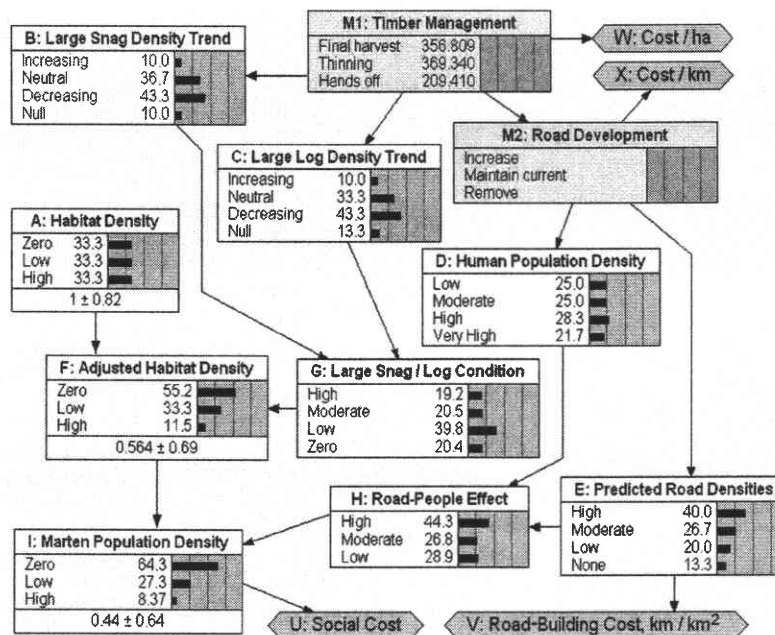 B: Large Snag Density Trend
Increasing 10.0
Neutral 36.7
Decreasing 43.3
Null 10.0
M1: Timber Management
Final harvest 356.809
Thinning 369.340
Hands off 209.410
W: Cost / ha
X: Cost / km
M2: Road Development
Increase
Maintain current
Remove
C: Large Log Density Trend
Increasing 10.0
Neutral 33.3
Decreasing 43.3
Null 13.3
A: Habitat Density
Zero 33.3
Low 33.3
High 33.3
1 ± 0.82
D: Human Population Density
Low 25.0
Moderate 25.0
High 28.3
Very High 21.7
F: Adjusted Habitat Density
Zero 55.2
Low 33.3
High 11.5
0.564 ± 0.69
G: Large Snag / Log Condition
High 19.2
Moderate 20.5
Low 39.8
Zero 20.4
H: Road-People Effect
High 44.3
Moderate 26.8
Low 28.9
E: Predicted Road Densities
High 40.0
Moderate 26.7
Low 20.0
None 13.3
I: Marten Population Density
Zero 64.3
Low 27.3
High 8.37
0.44 ± 0.64
U: Social Cost
V: Road-Building Cost, km / km²